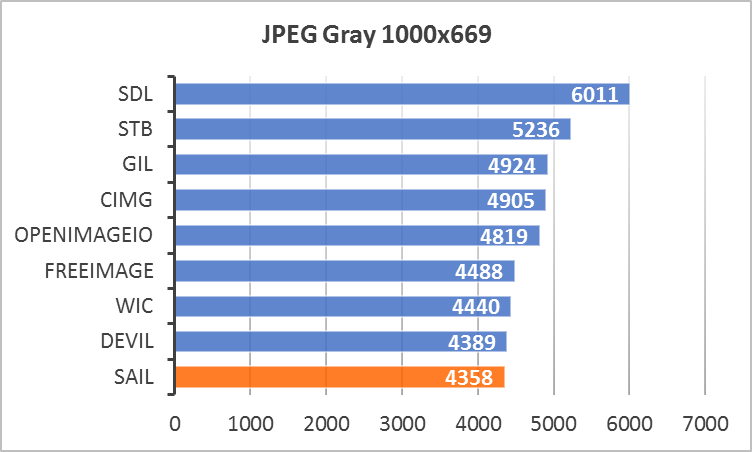 JPEG Gray 1000x669
SDL 6011
STB 5236
GIL 4924
CIMG 4905
OPENIMAGEIO 4819
FREEIMAGE 4488
WIC 4440
DEVIL 4389
SAIL 4358
0 1000 2000 3000 4000 5000 6000 7000